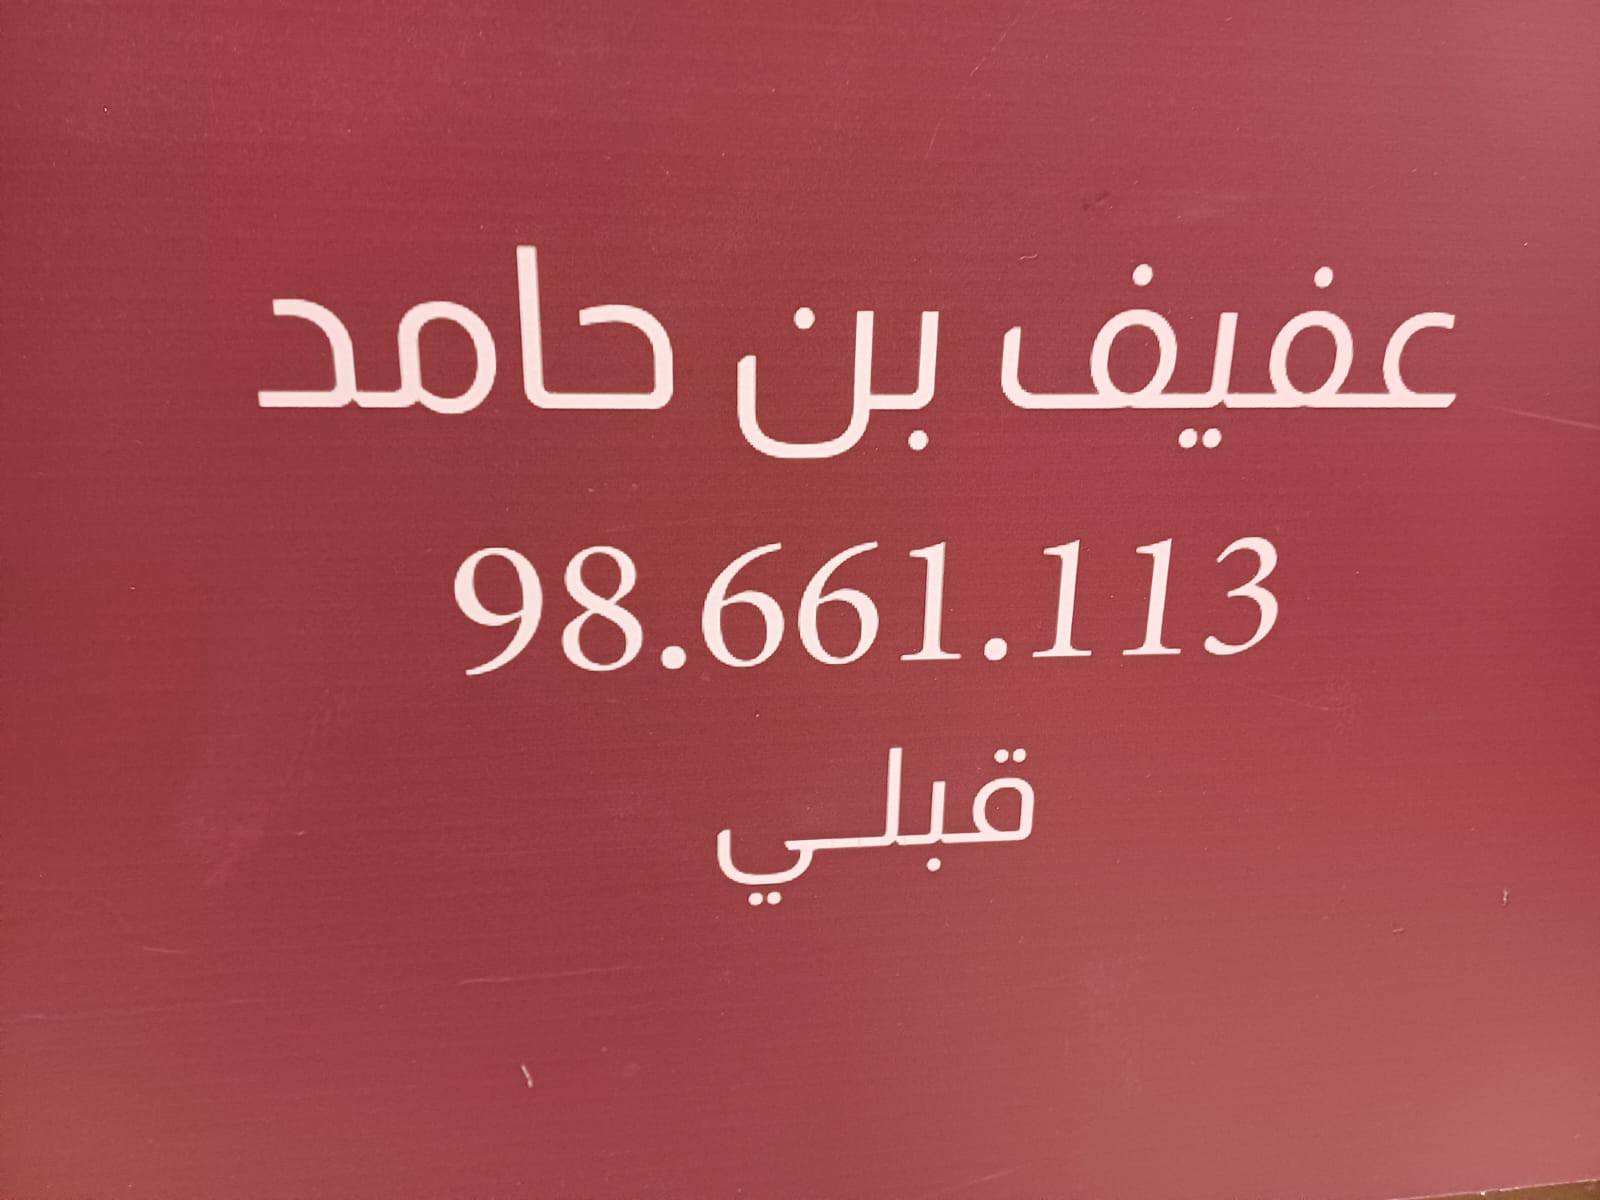 عفيف بن حامد
98.661.113
قبلي